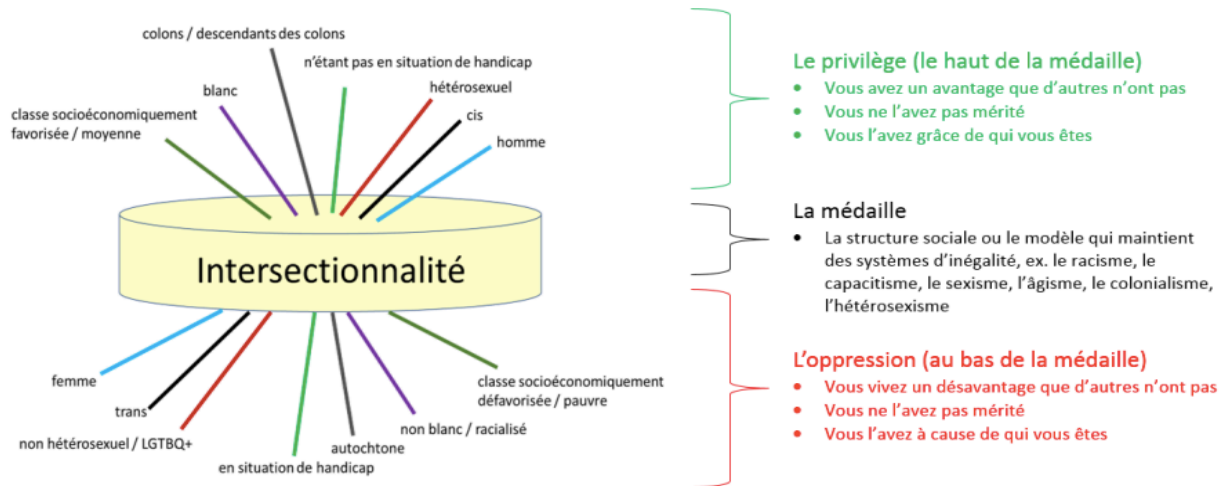 colons / descendants des colons
n'étant pas en situation de handicap
blanc
hétérosexuel
classe socioéconomiquement
favorisée / moyenne
cis
homme
Intersectionnalité
femme
trans
non hétérosexuel / LGTBQ+
en situation de handicap
autochtone
non blanc / racialisé
classe socioéconomiquement
défavorisée / pauvre
Le privilège (le haut de la médaille)
• Vous avez un avantage que d'autres n'ont pas
• Vous ne l'avez pas mérité
• Vous l'avez grâce de qui vous êtes
La médaille
• La structure sociale ou le modèle qui maintient
des systèmes d'inégalité, ex. le racisme, le
capacitisme, le sexisme, l'âgisme, le colonialisme,
l'hétérosexisme
L'oppression (au bas de la médaille)
• Vous vivez un désavantage que d'autres n'ont pas
• Vous ne l'avez pas mérité
• Vous l'avez à cause de qui vous êtes